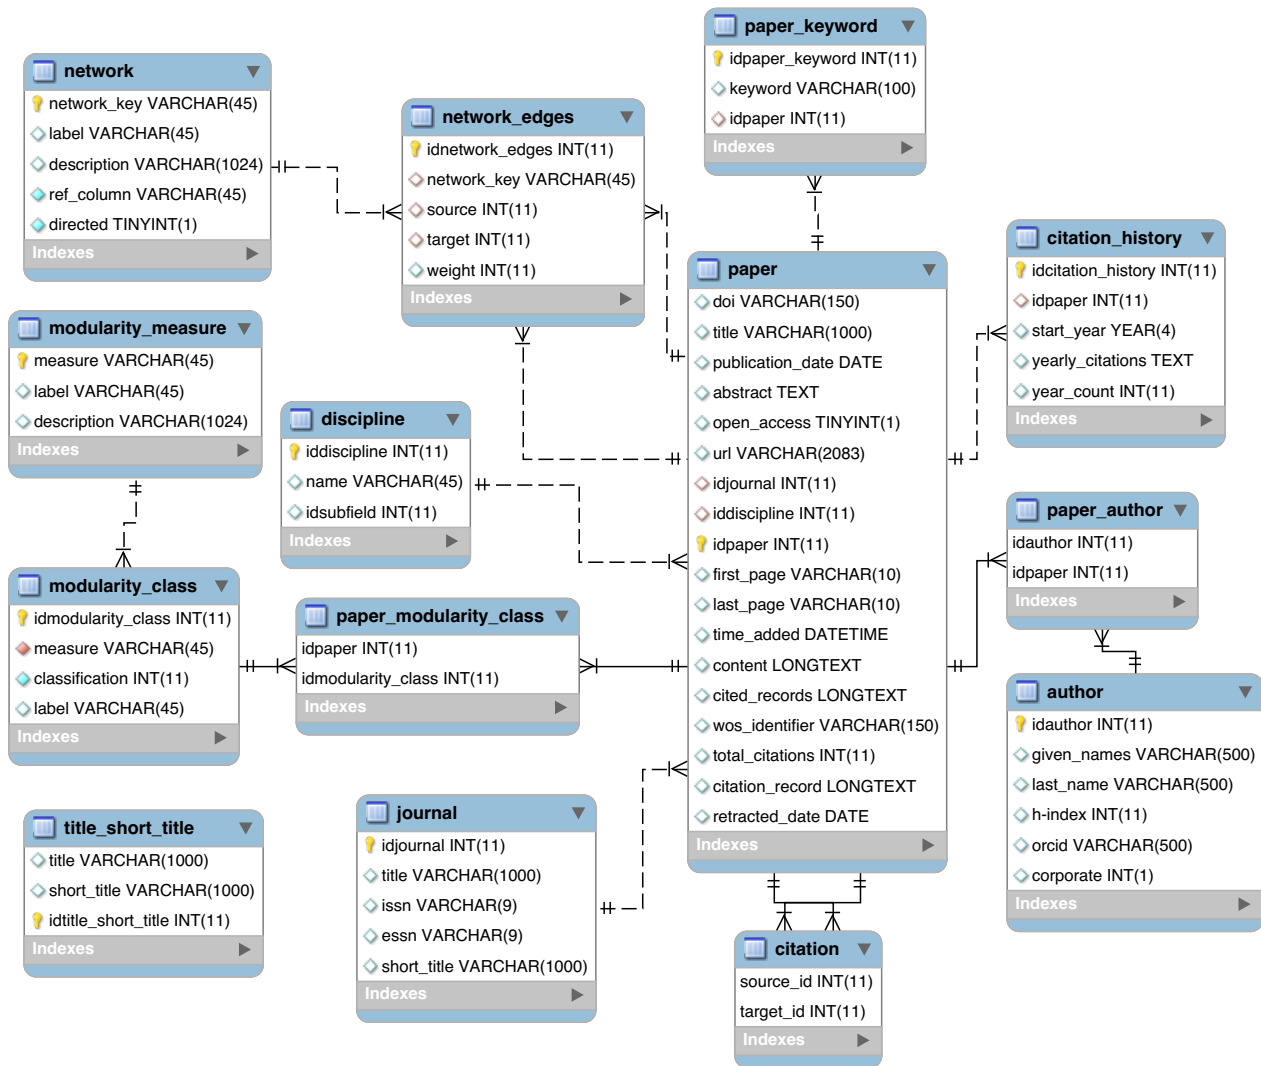 paper_keyword
idpaper_keyword INT(11)
keyword VARCHAR(100)
idpaper INT(11)
Indexes
network
network_key VARCHAR(45)
label VARCHAR(45)
description VARCHAR(1024)
ref_column VARCHAR(45)
directed TINYINT(1)
Indexes
network_edges
idnetwork_edges INT(11)
network_key VARCHAR(45)
source INT(11)
target INT(11)
weight INT(11)
Indexes
citation_history
idcitation_history INT(11)
idpaper INT(11)
start_year YEAR(4)
yearly_citations TEXT
year_count INT(11)
Indexes
paper
doi VARCHAR(150)
title VARCHAR(1000)
publication_date DATE
abstract TEXT
open_access TINYINT(1)
url VARCHAR(2083)
idjournal INT(11)
iddiscipline INT(11)
idpaper INT(11)
first_page VARCHAR(10)
last_page VARCHAR(10)
time_added DATETIME
content LONGTEXT
cited_records LONGTEXT
wos_identifier VARCHAR(150)
total_citations INT(11)
citation_record LONGTEXT
retracted_date DATE
Indexes
modularity_measure
measure VARCHAR(45)
label VARCHAR(45)
description VARCHAR(1024)
Indexes
discipline
iddiscipline INT(11)
name VARCHAR(45)
idsubfield INT(11)
Indexes
paper_author
idauthor INT(11)
idpaper INT(11)
Indexes
modularity_class
idmodularity_class INT(11)
measure VARCHAR(45)
classification INT(11)
label VARCHAR(45)
Indexes
paper_modularity_class
idpaper INT(11)
idmodularity_class INT(11)
Indexes
author
idauthor INT(11)
given_names VARCHAR(500)
last_name VARCHAR(500)
h-index INT(11)
orcid VARCHAR(500)
corporate INT(1)
Indexes
title_short_title
title VARCHAR(1000)
short_title VARCHAR(1000)
idtitle_short_title INT(11)
Indexes
journal
idjournal INT(11)
title VARCHAR(1000)
issn VARCHAR(9)
essn VARCHAR(9)
short_title VARCHAR(1000)
Indexes
citation
source_id INT(11)
target_id INT(11)
Indexes